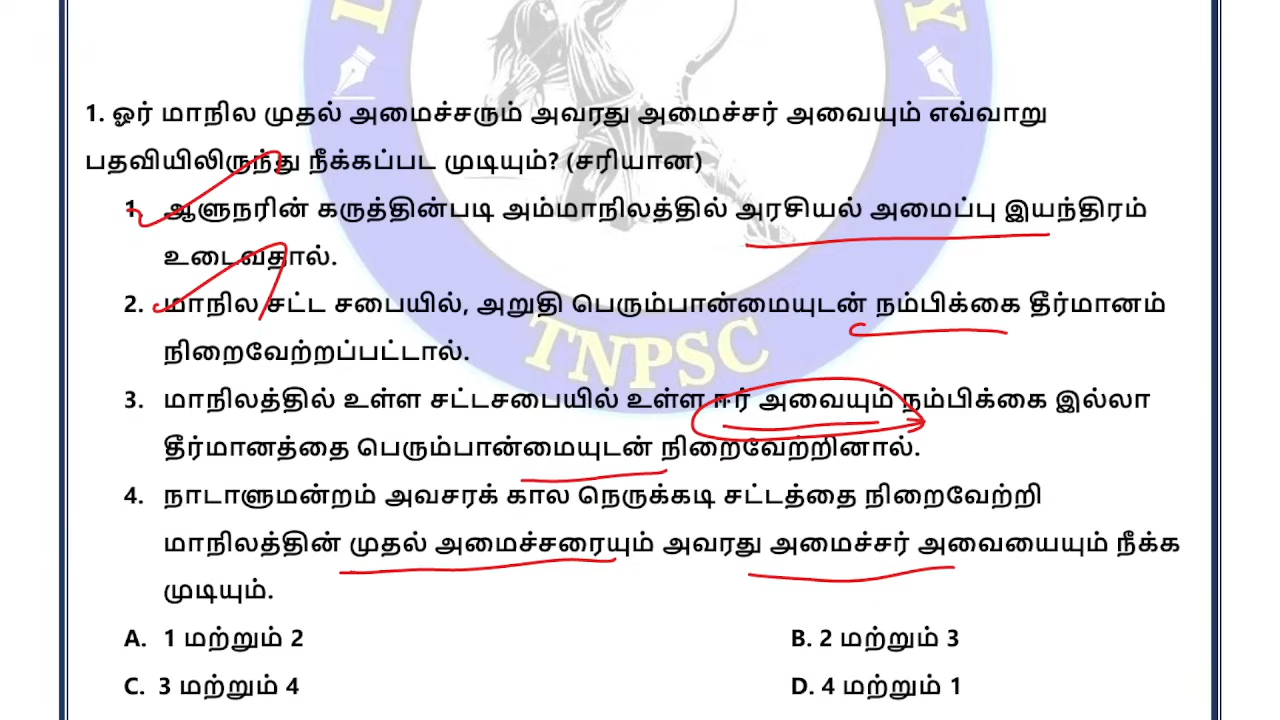 1. ஓர் மாநில முதல் அமைச்சரும் அவரது அமைச்சர் அவையும் எவ்வாறு
பதவியிலிருந்து நீக்கப்பட முடியும்? (சரியான)
1. ஆளுநரின் கருத்தின்படி அம்மாநிலத்தில் அரசியல் அமைப்பு இயந்திரம்
உடைவதால்.
2. மாநில சட்ட சபையில், அறுதி பெரும்பான்மையுடன் நம்பிக்கை தீர்மானம்
நிறைவேற்றப்பட்டால்.
3. மாநிலத்தில் உள்ள சட்டசபையில் உள்ள ஈர் அவையும் நம்பிக்கை இல்லா
தீர்மானத்தை பெரும்பான்மையுடன் நிறைவேற்றினால்.
4. நாடாளுமன்றம் அவசரக் கால நெருக்கடி சட்டத்தை நிறைவேற்றி
மாநிலத்தின் முதல் அமைச்சரையும் அவரது அமைச்சர் அவையையும் நீக்க
முடியும்.
A. 1 மற்றும் 2 B. 2 மற்றும் 3
C. 3 மற்றும் 4 D. 4 மற்றும் 1
TNPSC